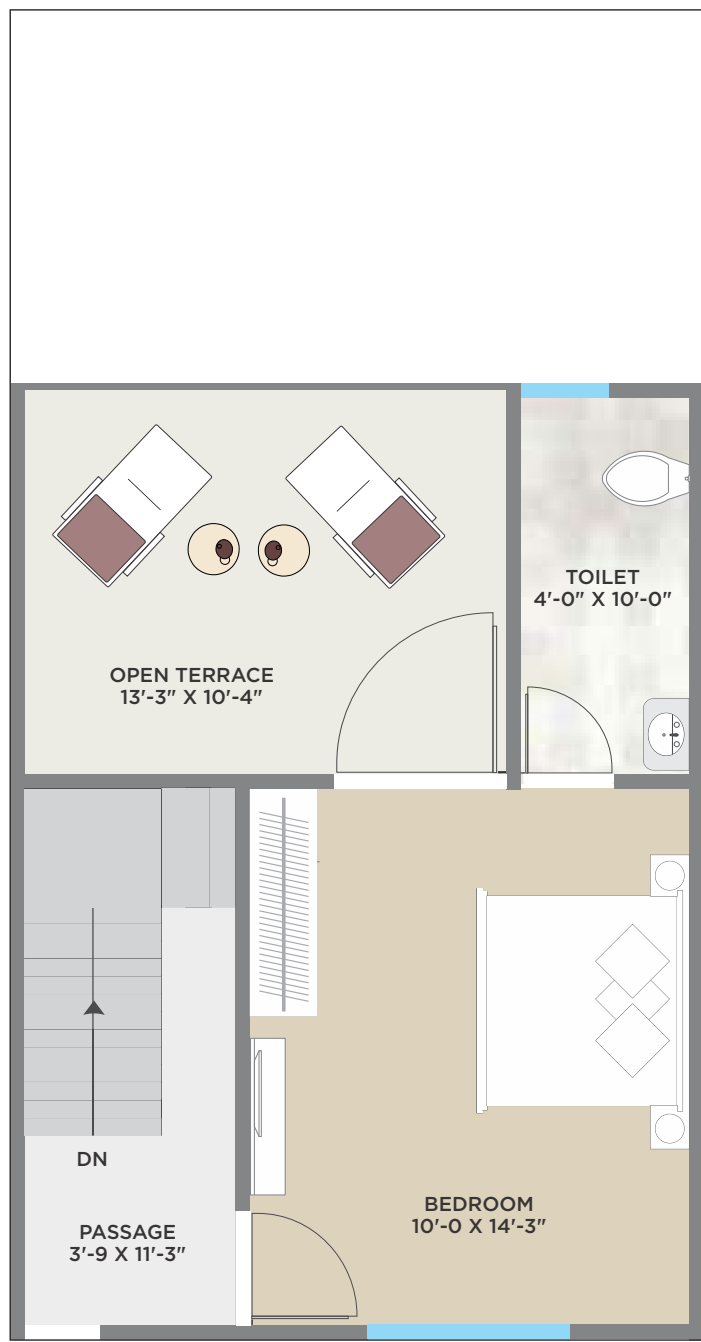 TOILET
4'-0" X 10'-0"
OPEN TERRACE
13'-3" X 10'-4"
DN
PASSAGE
3'-9 X 11'-3"
BEDROOM
10'-0 X 14'-3"